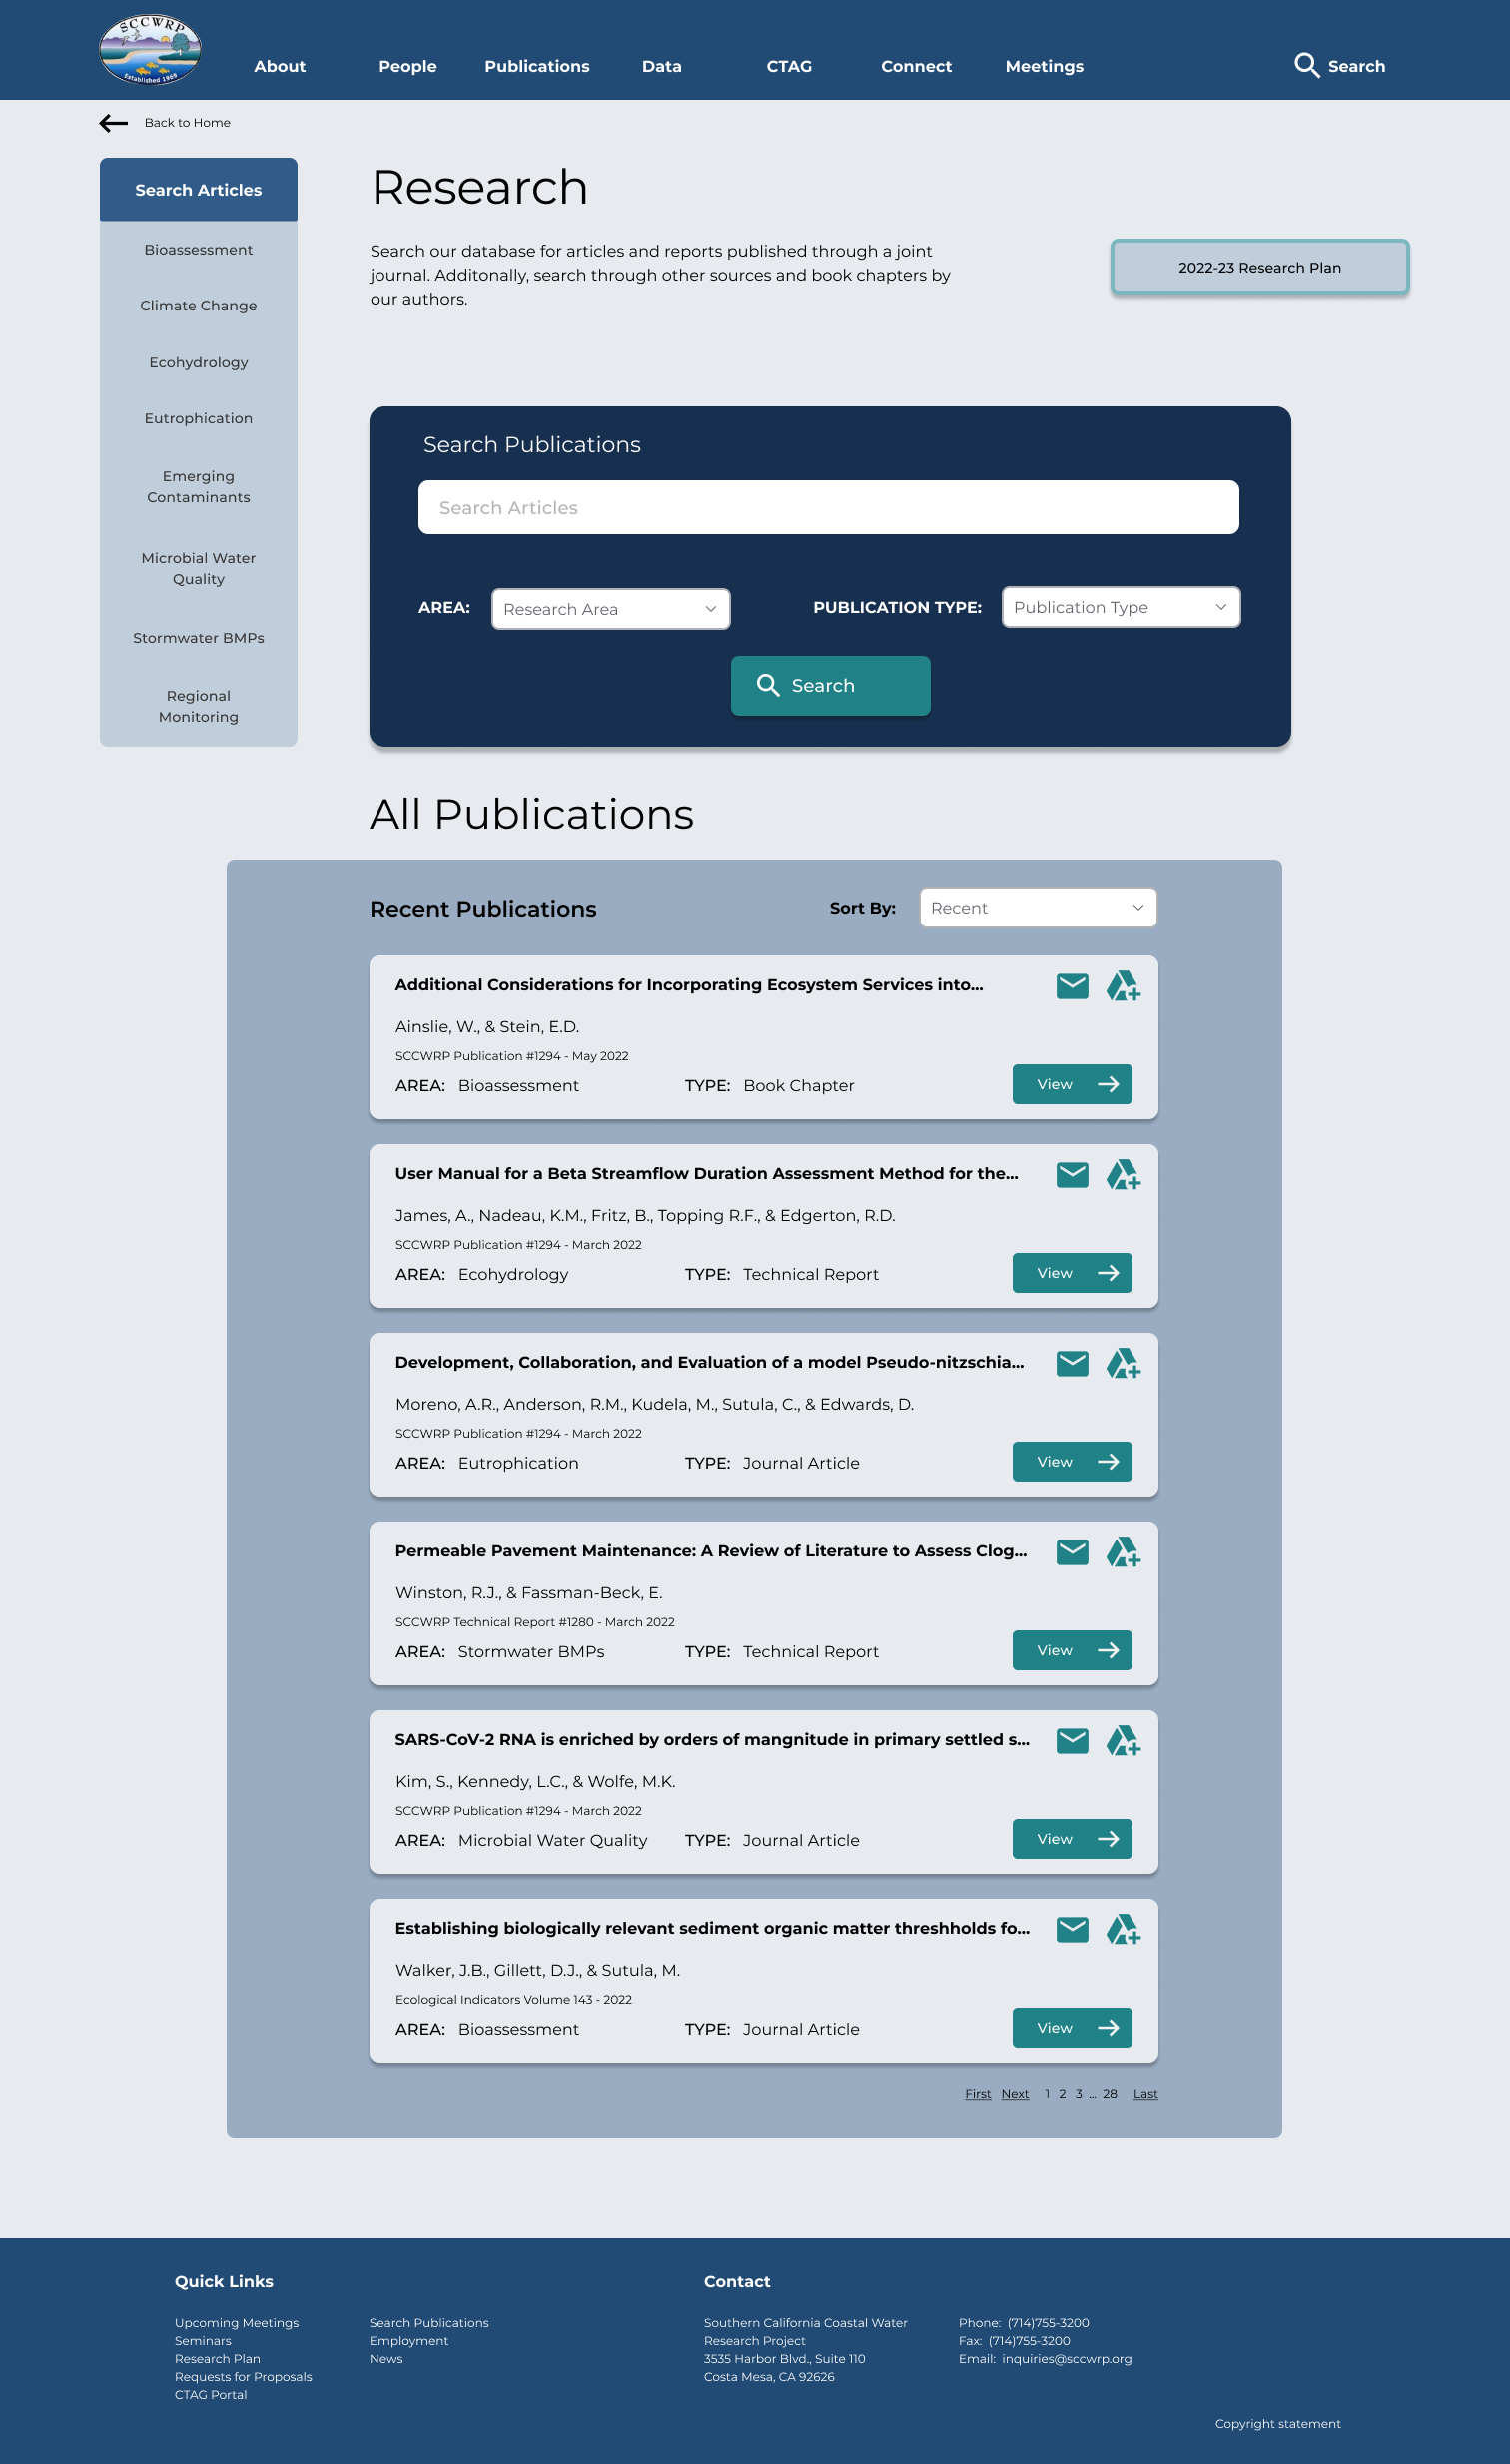 SCCWRP
Established 1969
About
People
Publications
Data
CTAG
Connect
Meetings
Search
Back to Home
Search Articles
Bioassessment
Climate Change
Ecohydrology
Eutrophication
Emerging
Contaminants
Microbial Water
Quality
Stormwater BMPs
Regional
Monitoring
Research
Search our database for articles and reports published through a joint
journal. Additonally, search through other sources and book chapters by
our authors.
2022-23 Research Plan
Search Publications
Search Articles
AREA: Research Area
PUBLICATION TYPE: Publication Type
Search
All Publications
Recent Publications
Sort By: Recent
Additional Considerations for Incorporating Ecosystem Services into...
Ainslie, W., & Stein, E.D.
SCCWRP Publication #1294 - May 2022
AREA: Bioassessment TYPE: Book Chapter View
User Manual for a Beta Streamflow Duration Assessment Method for the...
James, A., Nadeau, K.M., Fritz, B., Topping R.F., & Edgerton, R.D.
SCCWRP Publication #1294 - March 2022
AREA: Ecohydrology TYPE: Technical Report View
Development, Collaboration, and Evaluation of a model Pseudo-nitzschia...
Moreno, A.R., Anderson, R.M., Kudela, M., Sutula, C., & Edwards, D.
SCCWRP Publication #1294 - March 2022
AREA: Eutrophication TYPE: Journal Article View
Permeable Pavement Maintenance: A Review of Literature to Assess Clog...
Winston, R.J., & Fassman-Beck, E.
SCCWRP Technical Report #1280 - March 2022
AREA: Stormwater BMPs TYPE: Technical Report View
SARS-CoV-2 RNA is enriched by orders of mangnitude in primary settled s...
Kim, S., Kennedy, L.C., & Wolfe, M.K.
SCCWRP Publication #1294 - March 2022
AREA: Microbial Water Quality TYPE: Journal Article View
Establishing biologically relevant sediment organic matter threshholds fo...
Walker, J.B., Gillett, D.J., & Sutula, M.
Ecological Indicators Volume 143 - 2022
AREA: Bioassessment TYPE: Journal Article View
First Next 1 2 3 ... 28 Last
Quick Links
Upcoming Meetings
Seminars
Research Plan
Requests for Proposals
CTAG Portal
Search Publications
Employment
News
Contact
Southern California Coastal Water
Research Project
3535 Harbor Blvd., Suite 110
Costa Mesa, CA 92626
Phone: (714)755-3200
Fax: (714)755-3200
Email: inquiries@sccwrp.org
Copyright statement